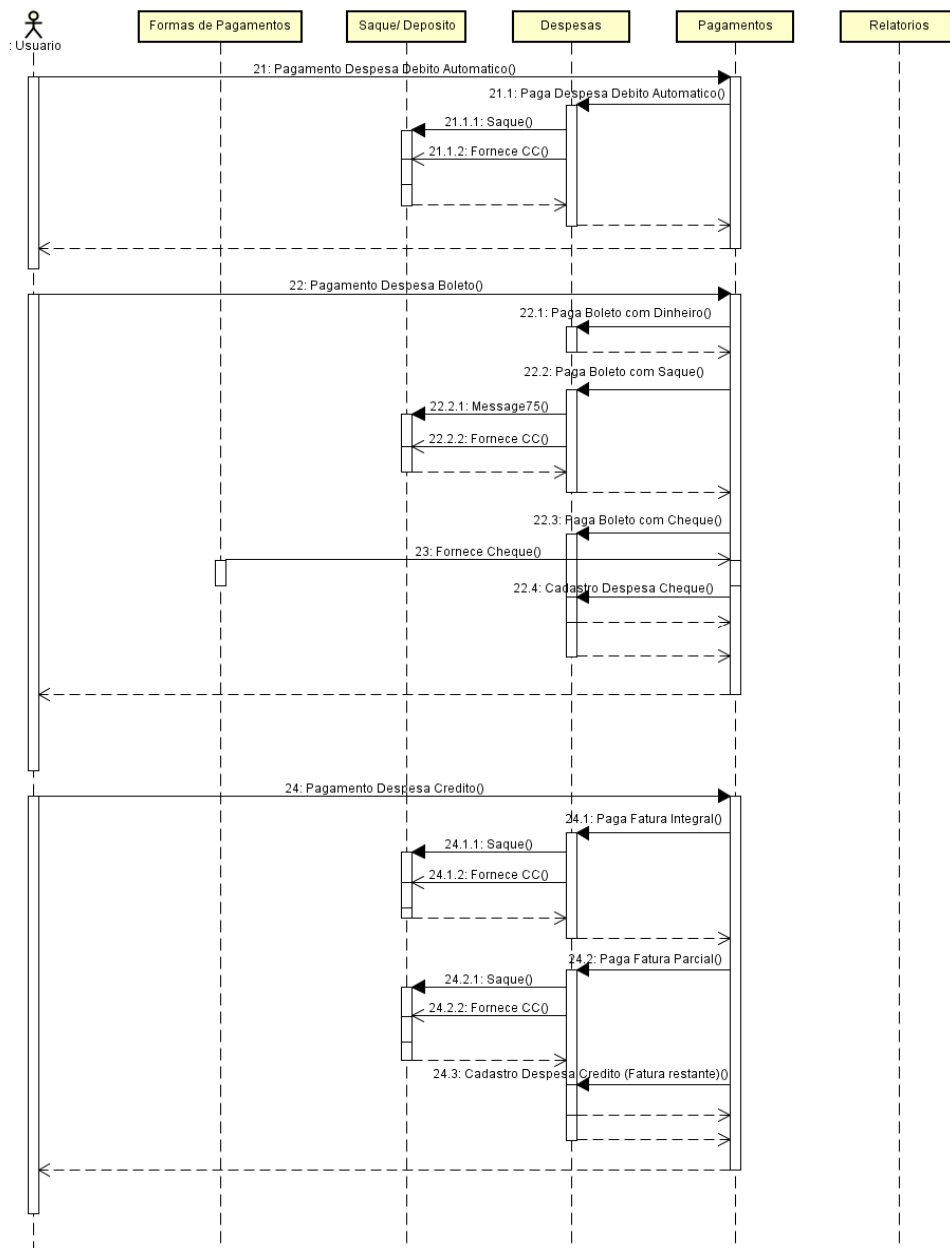 : Usuario
Formas de Pagamentos
Saque/ Deposito
Despesas
Pagamentos
Relatorios
21: Pagamento Despesa Debito Automatico()
21.1: Paga Despesa Debito Automatico()
21.1.1: Saque()
21.1.2: Fornece CC()
22: Pagamento Despesa Boleto()
22.1: Paga Boleto com Dinheiro()
22.2: Paga Boleto com Saque()
22.2.1: Message75()
22.2.2: Fornece CC()
22.3: Paga Boleto com Cheque()
23: Fornece Cheque()
22.4: Cadastro Despesa Cheque()
24: Pagamento Despesa Credito()
24.1: Paga Fatura Integral()
24.1.1: Saque()
24.1.2: Fornece CC()
24.2: Paga Fatura Parcial()
24.2.1: Saque()
24.2.2: Fornece CC()
24.3: Cadastro Despesa Credito (Fatura restante)()